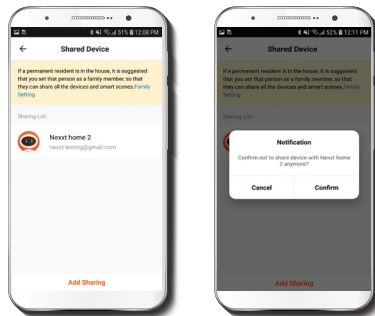 51% 12:08 PM
Shared Device
If a permanent resident is in the house, it is suggested
that you set that person as a family member, so that
they can share all the devices and smart scenes.Family
Setting
Sharing List
Nexxt home 2
nexxt.testing@gmail.com
Add Sharing
52% 12:11 PM
Shared Device
If a permanent resident is in the house, it is suggested
that you set that person as a family member, so that
they can share all the devices and smart scenes.Family
Setting
Sharing List
Notification
Confirm not to share device with Nexxt home
2 anymore?
Cancel Confirm
Add Sharing